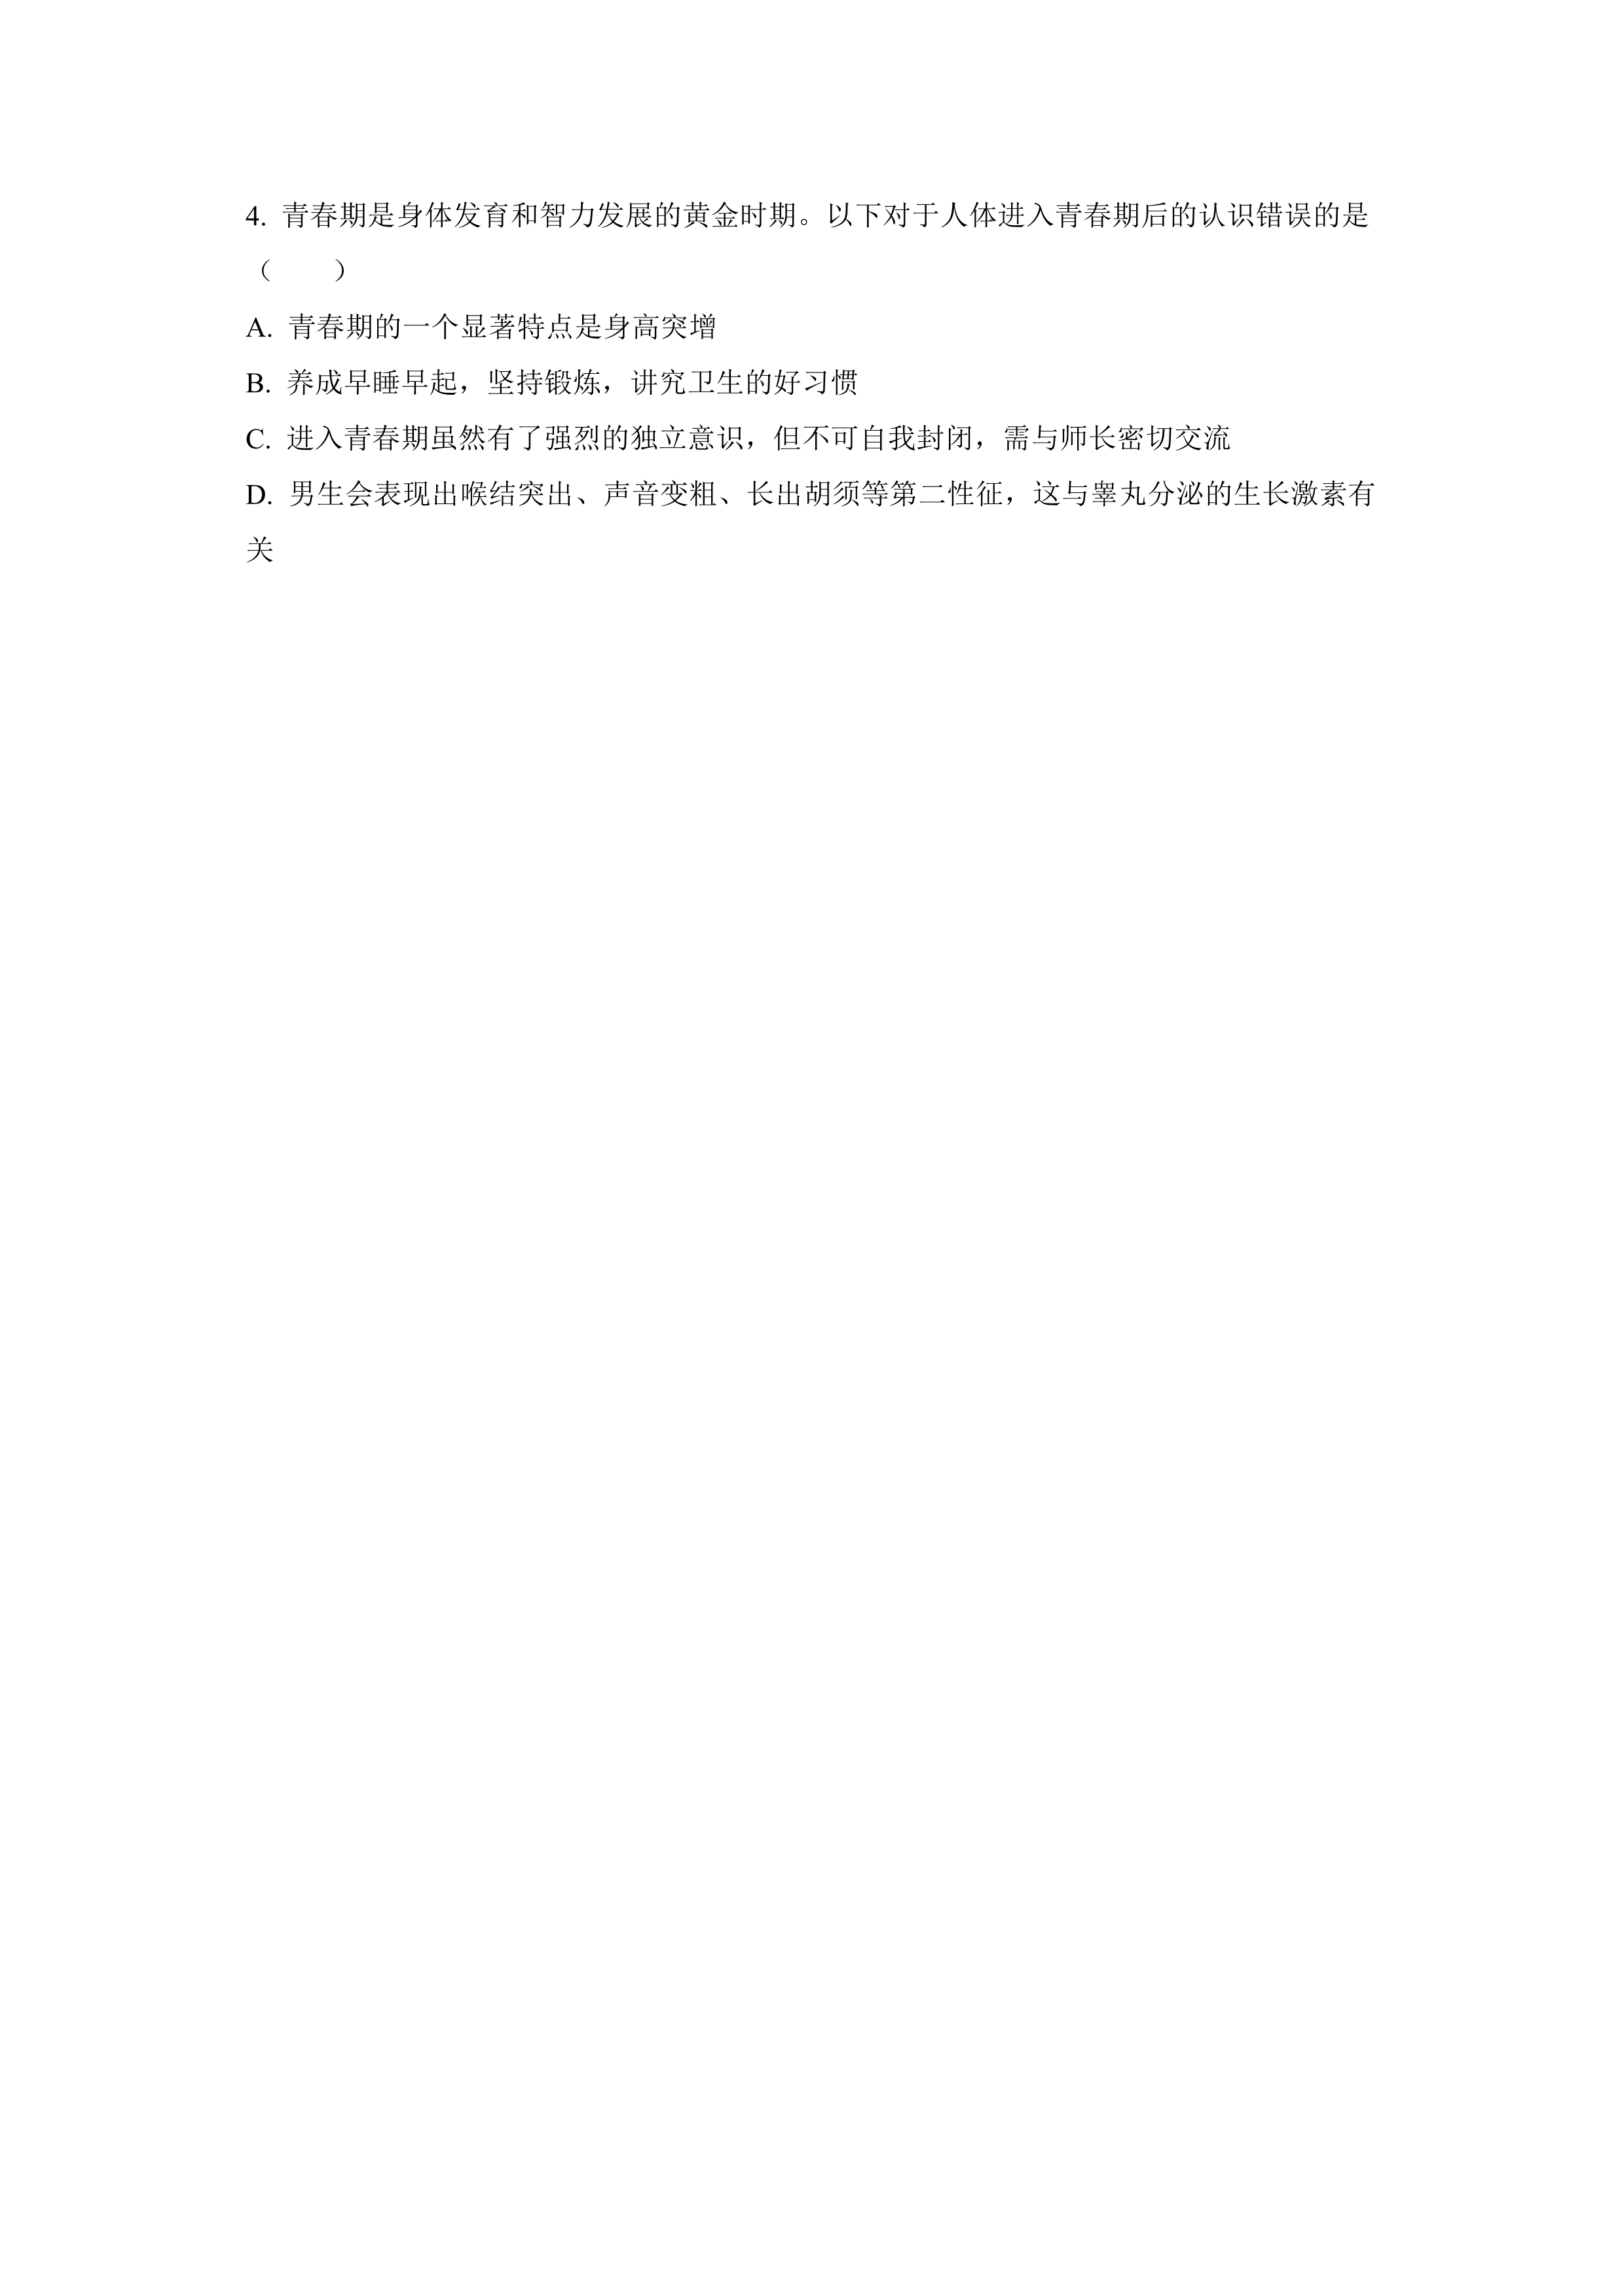 4. 青春期是身体发育和智力发展的黄金时期。以下对于人体进入青春期后的认识错误的是
（　　）
A. 青春期的一个显著特点是身高突增
B. 养成早睡早起，坚持锻炼，讲究卫生的好习惯
C. 进入青春期虽然有了强烈的独立意识，但不可自我封闭，需与师长密切交流
D. 男生会表现出喉结突出、声音变粗、长出胡须等第二性征，这与睾丸分泌的生长激素有
关